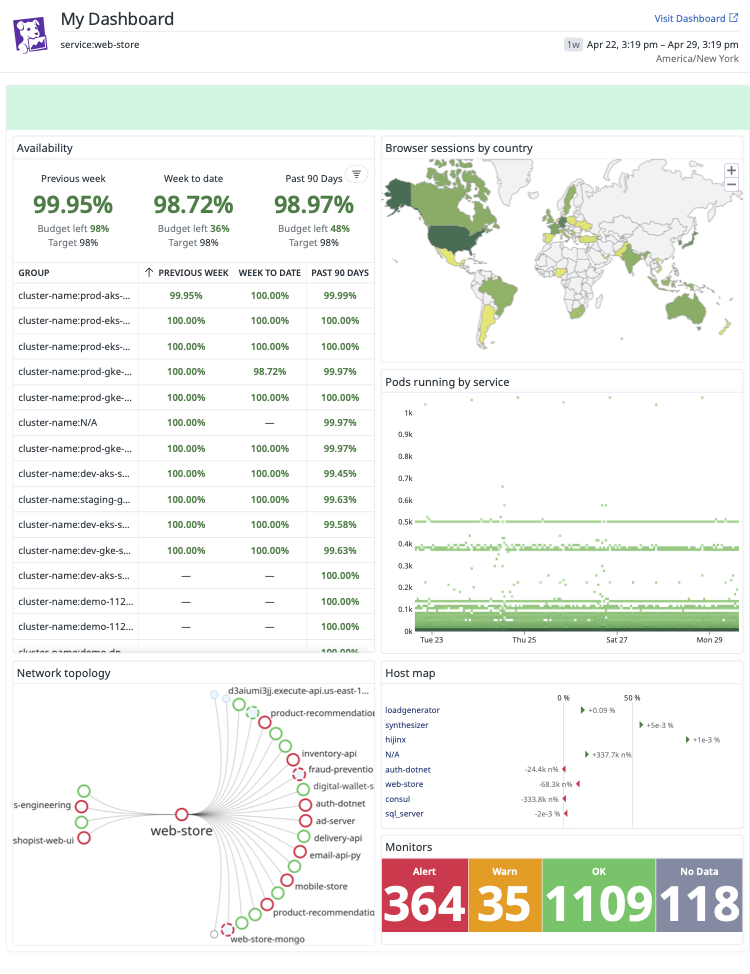 My Dashboard
Visit Dashboard
service:web-store
1w Apr 22, 3:19 pm – Apr 29, 3:19 pm
America/New York
Availability
Previous week
Week to date
Past 90 Days
99.95%
98.72%
98.97%
Budget left 98%
Budget left 36%
Budget left 48%
Target 98%
Target 98%
Target 98%
GROUP ↑ PREVIOUS WEEK WEEK TO DATE PAST 90 DAYS
cluster-name:prod-aks-... 99.95% 100.00% 99.99%
cluster-name:prod-eks-... 100.00% 100.00% 100.00%
cluster-name:prod-eks-... 100.00% 100.00% 100.00%
cluster-name:prod-gke-... 100.00% 98.72% 99.97%
cluster-name:prod-gke-... 100.00% 100.00% 100.00%
cluster-name:N/A 100.00% — 99.97%
cluster-name:prod-gke-... 100.00% 100.00% 99.97%
cluster-name:dev-aks-s... 100.00% 100.00% 99.45%
cluster-name:staging-g... 100.00% 100.00% 99.63%
cluster-name:dev-eks-s... 100.00% 100.00% 99.58%
cluster-name:dev-gke-s... 100.00% 100.00% 99.63%
cluster-name:dev-aks-s... — — 100.00%
cluster-name:demo-112... — — 100.00%
cluster-name:demo-112... — — 100.00%
Browser sessions by country
+
−
Pods running by service
1k
0.9k
0.8k
0.7k
0.6k
0.5k
0.4k
0.3k
0.2k
0.1k
0k
Tue 23 Thu 25 Sat 27 Mon 29
Network topology
d3aiumi3jj.execute-api.us-east-1...
product-recommendatio
inventory-api
fraud-preventio
digital-wallet-s
auth-dotnet
ad-server
delivery-api
email-api-py
mobile-store
product-recommendatio
web-store-mongo
s-engineering
shopist-web-ui
web-store
Host map
0 % 50 %
loadgenerator +0.09 %
synthesizer +5e-3 %
hijinx +1e-3 %
N/A +337.7k n%
auth-dotnet -24.4k n%
web-store -68.3k n%
consul -333.8k n%
sql_server -2e-3 %
Monitors
Alert
Warn
OK
No Data
364
35
1109
118